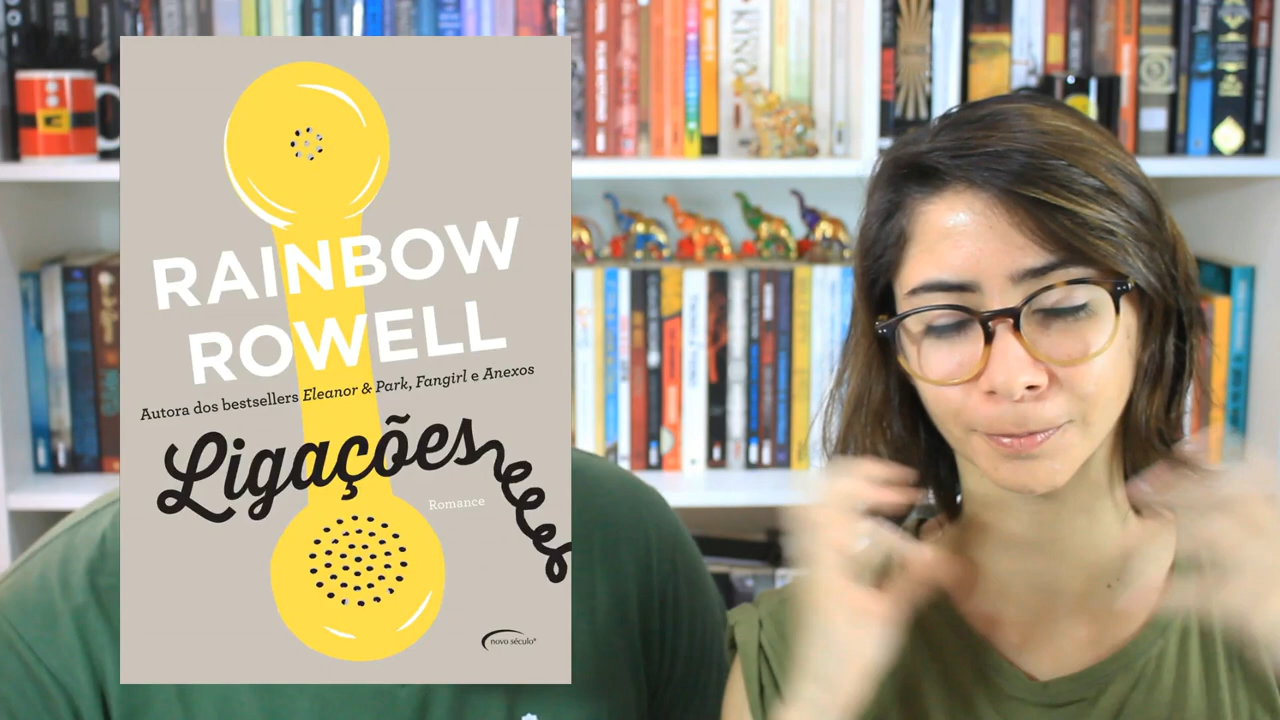 RAINBOW
ROWELL
Autora dos bestsellers Eleanor & Park, Fangirl e Anexos
Ligações
Romance
novo século